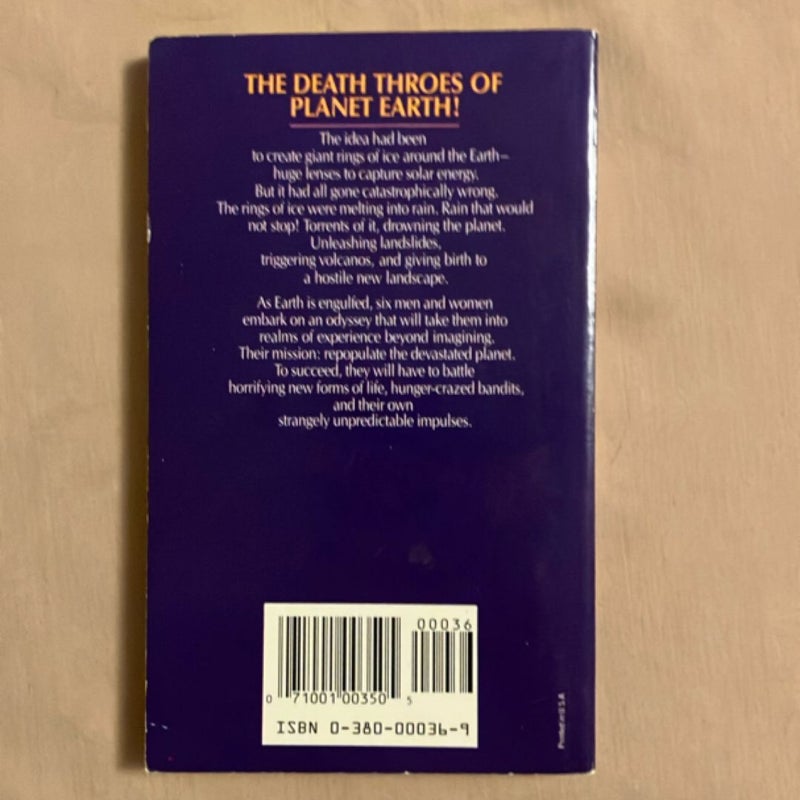 THE DEATH THROES OF
PLANET EARTH!
The idea had been
to create giant rings of ice around the Earth—
huge lenses to capture solar energy.
But it had all gone catastrophically wrong.
The rings of ice were melting into rain. Rain that would
not stop! Torrents of it, drowning the planet.
Unleashing landslides,
triggering volcanos, and giving birth to
a hostile new landscape.
As Earth is engulfed, six men and women
embark on an odyssey that will take them into
realms of experience beyond imagining.
Their mission: repopulate the devastated planet.
To succeed, they will have to battle
horrifying new forms of life, hunger-crazed bandits,
and their own
strangely unpredictable impulses.
00036
0 71001 00350 5
ISBN 0-380-00036-9
Printed in U.S.A.